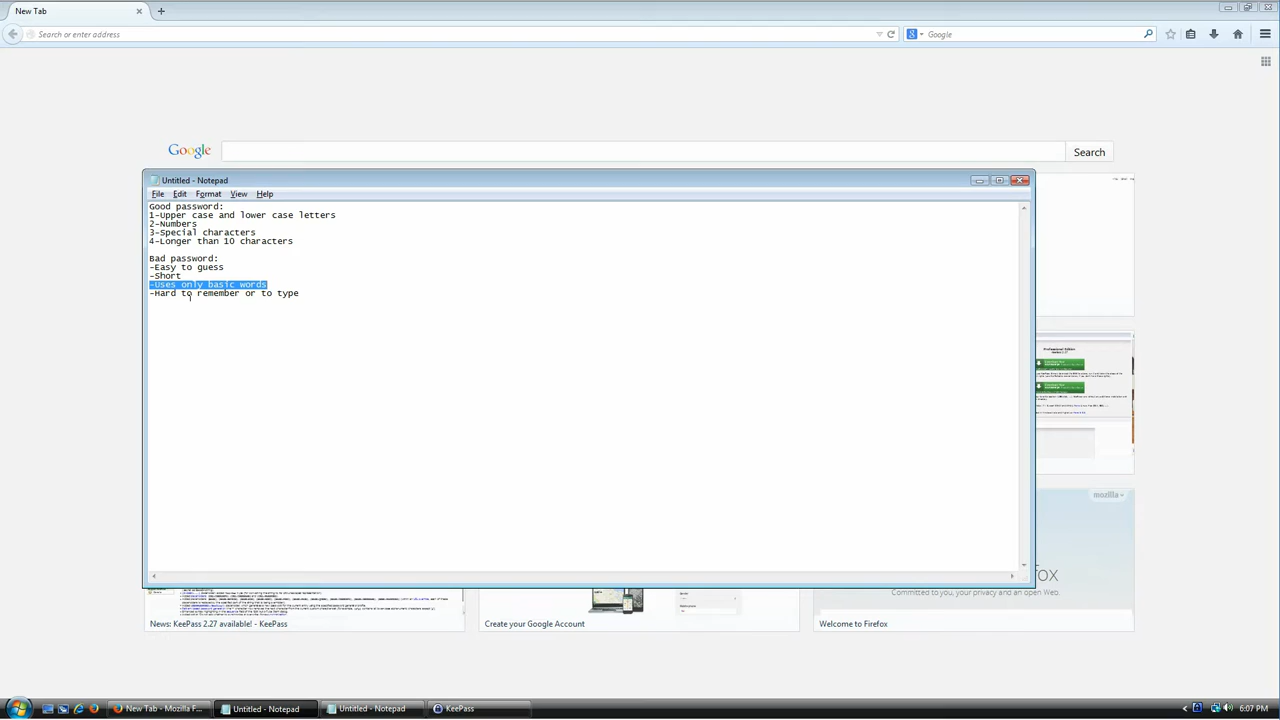 New Tab
Search or enter address
Google
Google
Search
Untitled - Notepad
File Edit Format View Help
Good password:
1-Upper case and lower case letters
2-Numbers
3-Special characters
4-Longer than 10 characters
Bad password:
-Easy to guess
-Short
-Uses only basic words
-Hard to remember or to type
mozilla
fox
Committed to you, your privacy and an open Web.
News: KeePass 2.27 available! - KeePass
Create your Google Account
Welcome to Firefox
New Tab - Mozilla F...
Untitled - Notepad
Untitled - Notepad
KeePass
6:07 PM